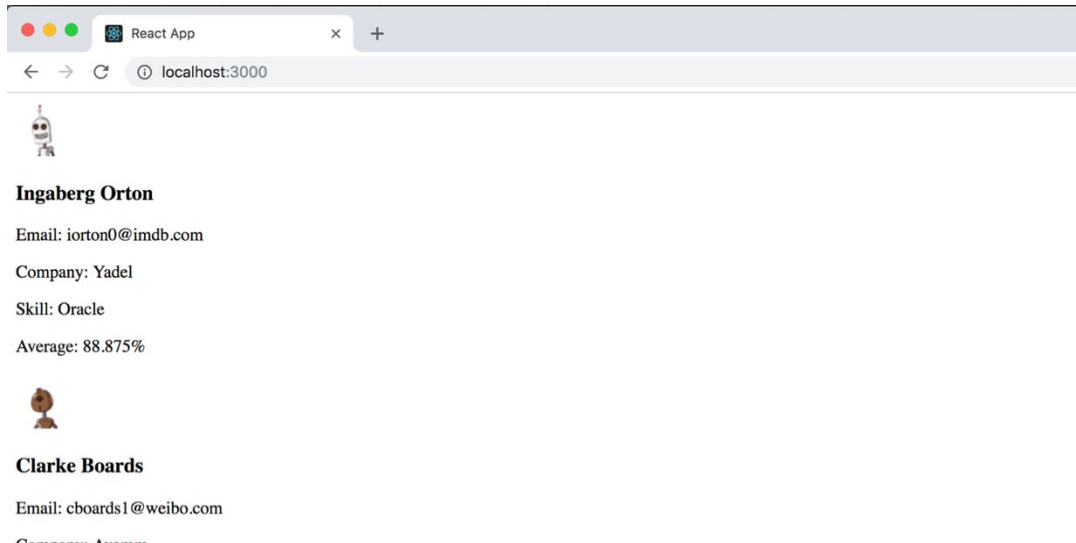 React App
localhost:3000
Ingaberg Orton
Email: iorton0@imdb.com
Company: Yadel
Skill: Oracle
Average: 88.875%
Clarke Boards
Email: cboards1@weibo.com
Company: